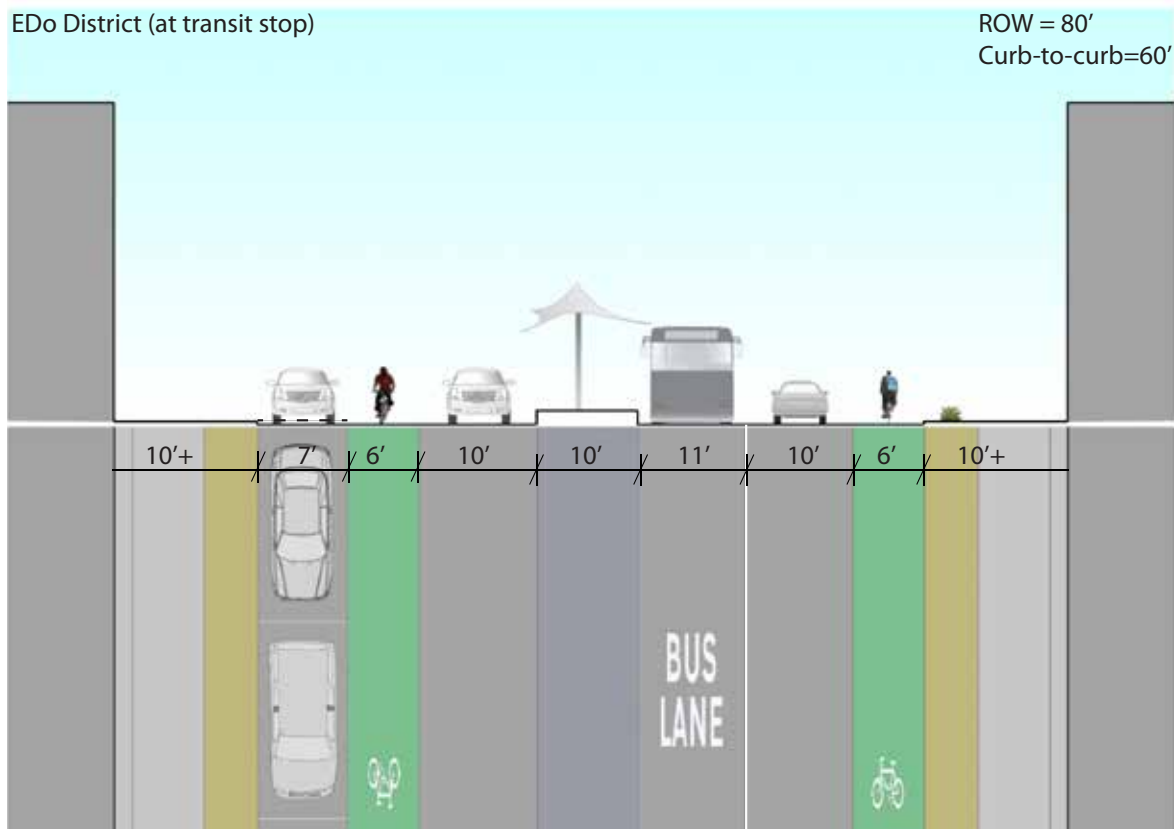 EDo District (at transit stop)
ROW = 80’
Curb-to-curb=60’
10’+ 7’ 6’ 10’ 10’ 11’ 10’ 6’ 10’+
BUS
LANE